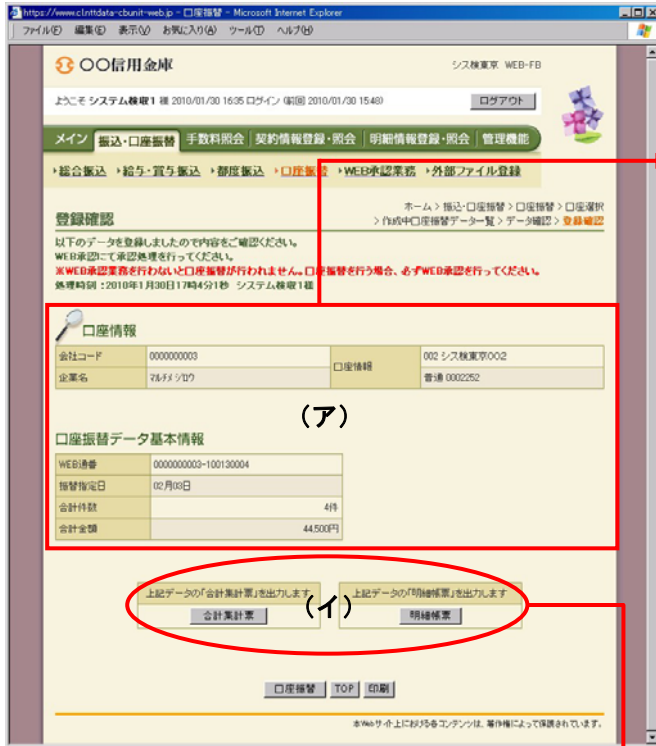 https://www.cl.nttdata-cbunit-web.jp - 口座振替 - Microsoft Internet Explorer
ファイル(F) 編集(E) 表示(V) お気に入り(A) ツール(T) ヘルプ(H)
〇〇信用金庫
シス検東京 WEB-FB
ようこそ システム検収1 様 2010/01/30 16:35 ログイン (前回 2010/01/30 15:48)
ログアウト
メイン 振込・口座振替 手数料照会 契約情報登録・照会 明細情報登録・照会 管理機能
総合振込 給与・賞与振込 都度振込 口座振替 WEB承認業務 外部ファイル登録
ホーム > 振込・口座振替 > 口座振替 > 口座選択
登録確認
> 作成中口座振替データ一覧 > データ確認 > 登録確認
以下のデータを登録しましたので内容をご確認ください。
WEB承認にて承認処理を行ってください。
※WEB承認業務を行わないと口座振替が行われません。口座振替を行う場合、必ずWEB承認を行ってください。
処理時刻：2010年1月30日17時4分1秒 システム検収1様
口座情報
会社コード 0000000003 口座情報 002 シス検東京002
企業名 マルチメ ジロウ 普通 0002252
(ア)
口座振替データ基本情報
WEB通番 0000000003-100130004
振替指定日 02月03日
合計件数 4件
合計金額 44,500円
上記データの「合計集計票」を出力します 上記データの「明細帳票」を出力します
(イ)
合計集計票 明細帳票
口座振替 TOP 印刷
本Webサイト上における各コンテンツは、著作権によって保護されています。